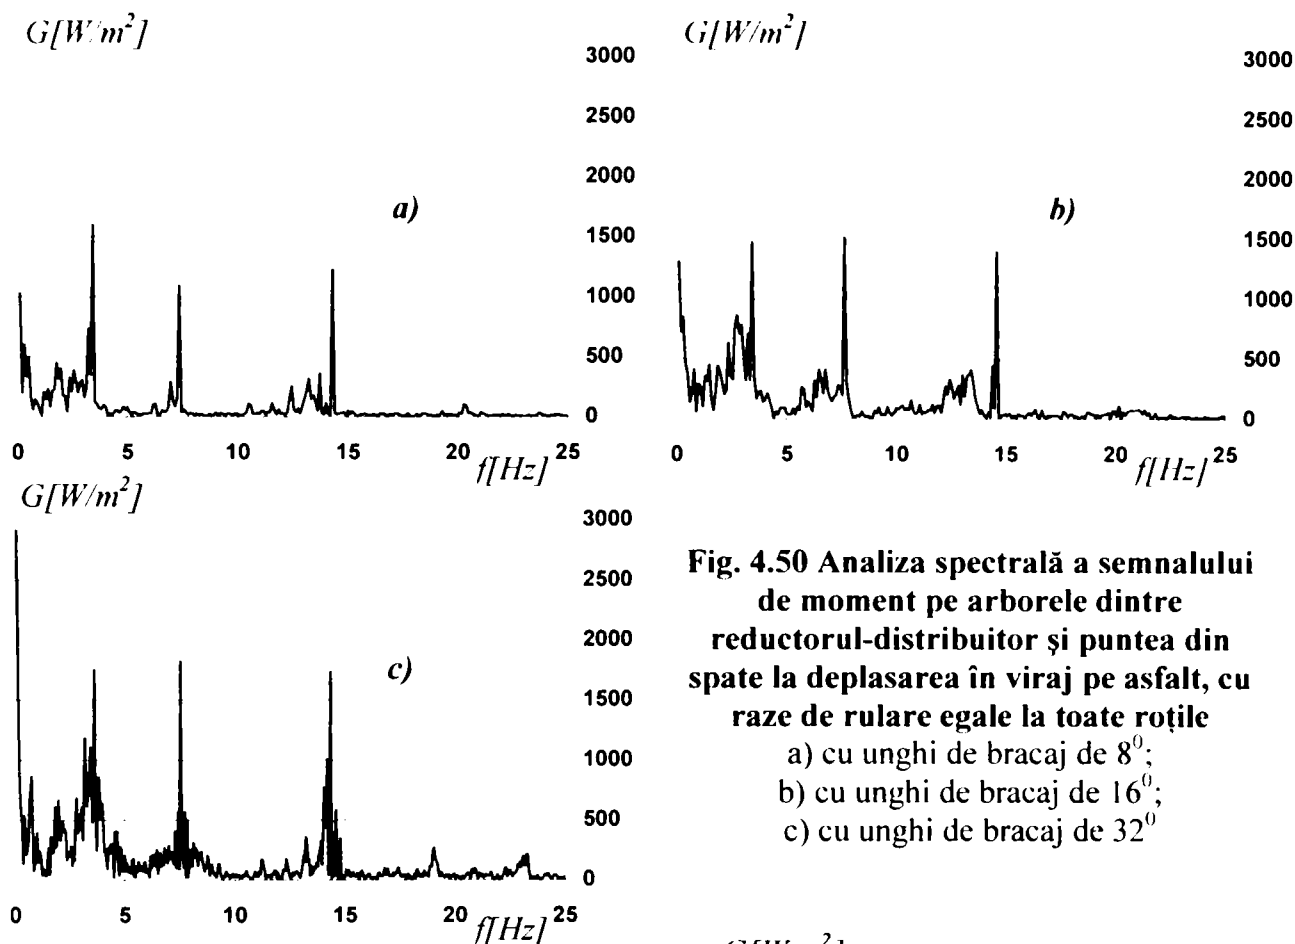 G[W/m²]
3000
2500
2000
1500
1000
500
0
a)
0 5 10 15 20 25
f[Hz]
G[W/m²]
3000
2500
2000
1500
1000
500
0
b)
0 5 10 15 20 25
f[Hz]
G[W/m²]
3000
2500
2000
1500
1000
500
0
c)
0 5 10 15 20 25
f[Hz]
Fig. 4.50 Analiza spectrală a semnalului
de moment pe arborele dintre
reductorul-distribuitor şi puntea din
spate la deplasarea în viraj pe asfalt, cu
raze de rulare egale la toate roţile
a) cu unghi de bracaj de 8⁰;
b) cu unghi de bracaj de 16⁰;
c) cu unghi de bracaj de 32⁰